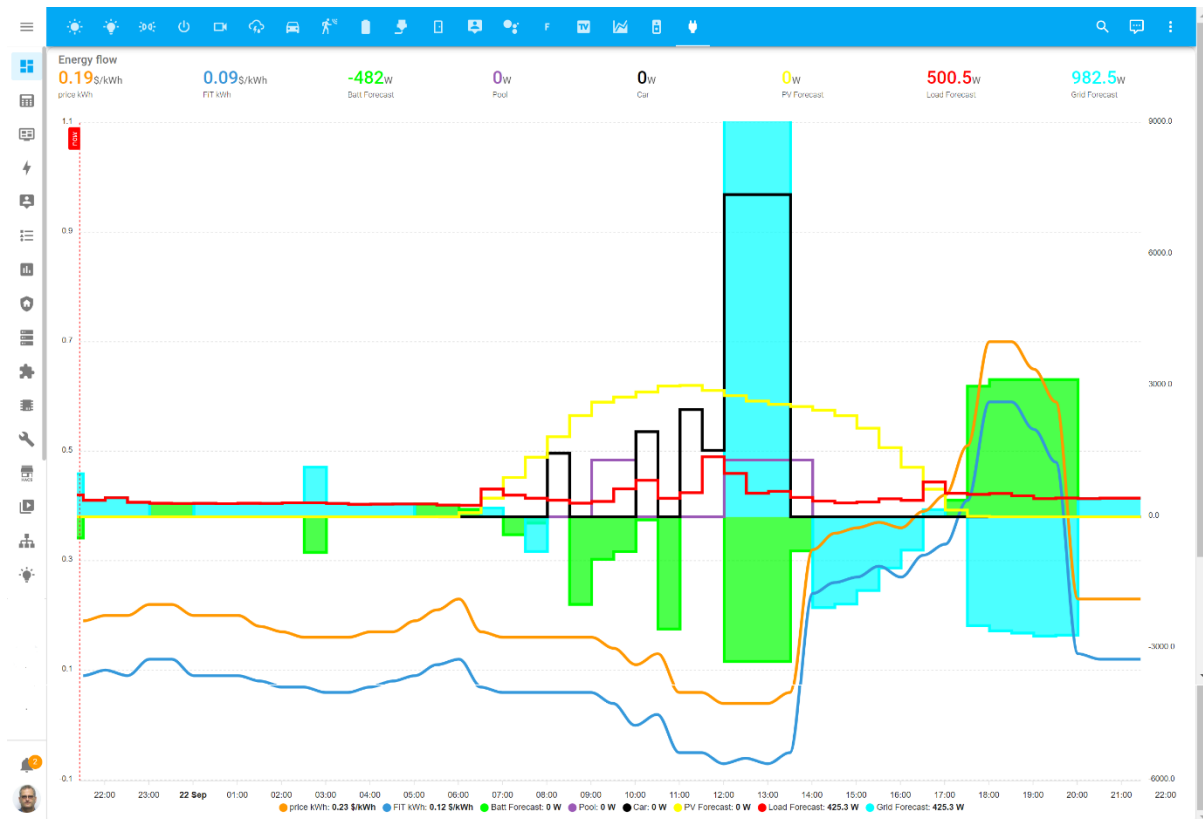 F
TV
Energy flow
0.19$/kWh 0.09$/kWh -482W 0W 0W 0W 500.5W 982.5W
price kWh FiT kWh Batt Forecast Pool Car PV Forecast Load Forecast Grid Forecast
1.1 9000.0
now
0.9 6000.0
0.7 3000.0
0.5
HACS
0.0
0.3
0.1 -3000.0
2
-0.1 -6000.0
22:00 23:00 22 Sep 01:00 02:00 03:00 04:00 05:00 06:00 07:00 08:00 09:00 10:00 11:00 12:00 13:00 14:00 15:00 16:00 17:00 18:00 19:00 20:00 21:00 22:00
price kWh: 0.23 $/kWh FIT kWh: 0.12 $/kWh Batt Forecast: 0 W Pool: 0 W Car: 0 W PV Forecast: 0 W Load Forecast: 425.3 W Grid Forecast: 425.3 W